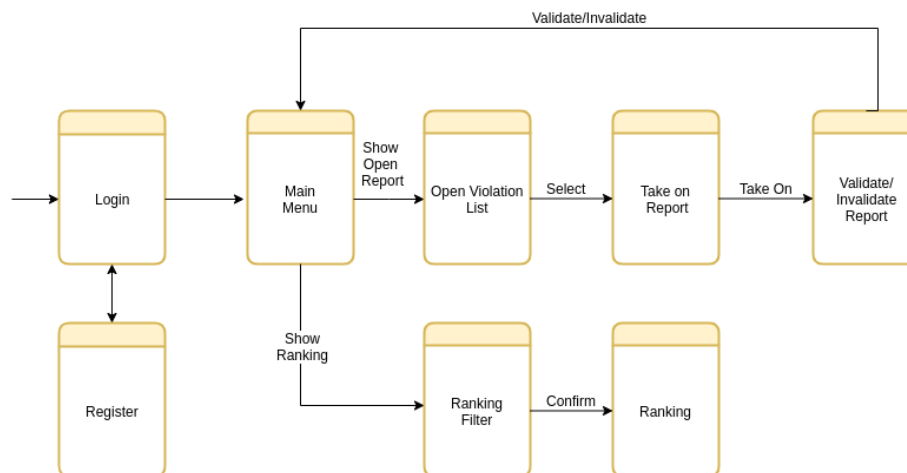 Validate/Invalidate
Login
Main
Menu
Show
Open
Report
Open Violation
List
Select
Take on
Report
Take On
Validate/
Invalidate
Report
Show
Ranking
Register
Ranking
Filter
Confirm
Ranking